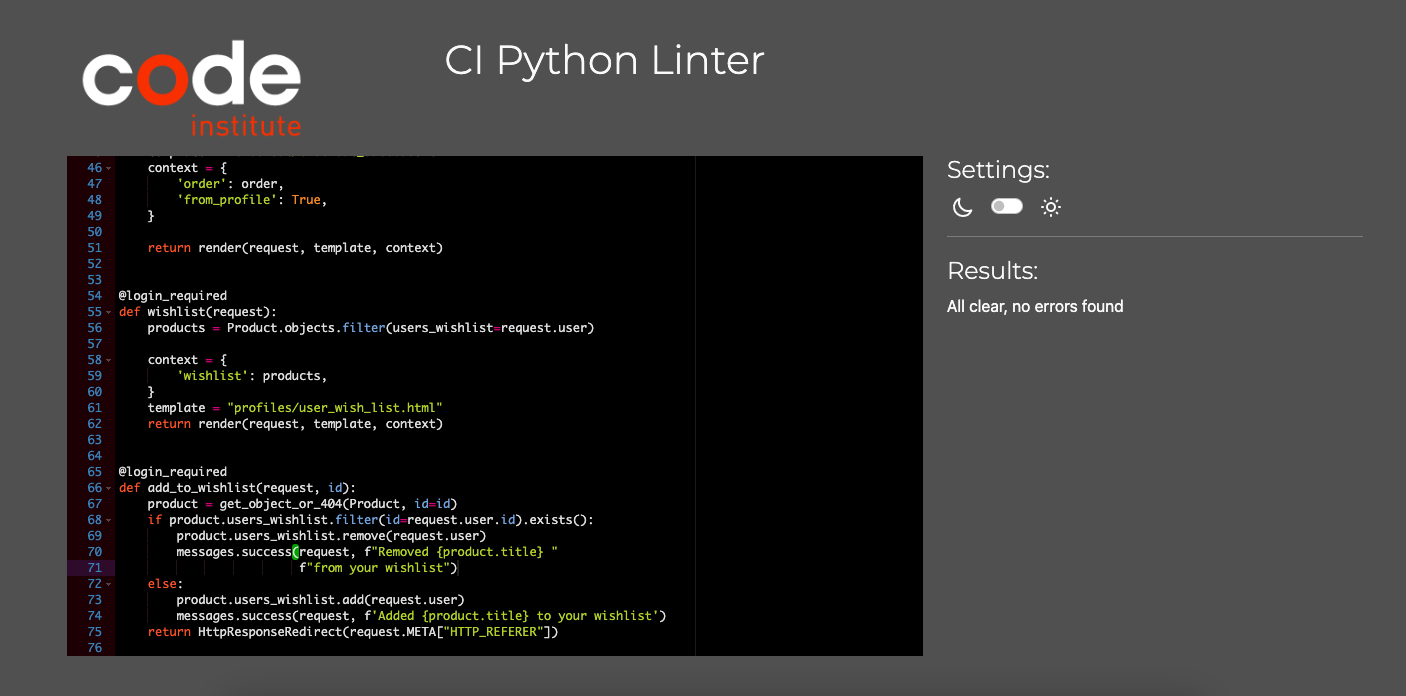 code
institute
CI Python Linter
46 context = {
47 'order': order,
48 'from_profile': True,
49 }
50
51 return render(request, template, context)
52
53
54 @login_required
55 def wishlist(request):
56 products = Product.objects.filter(users_wishlist=request.user)
57
58 context = {
59 'wishlist': products,
60 }
61 template = "profiles/user_wish_list.html"
62 return render(request, template, context)
63
64
65 @login_required
66 def add_to_wishlist(request, id):
67 product = get_object_or_404(Product, id=id)
68 if product.users_wishlist.filter(id=request.user.id).exists():
69 product.users_wishlist.remove(request.user)
70 messages.success(request, f"Removed {product.title} "
71 f"from your wishlist")
72 else:
73 product.users_wishlist.add(request.user)
74 messages.success(request, f'Added {product.title} to your wishlist')
75 return HttpResponseRedirect(request.META["HTTP_REFERER"])
76
Settings:
Results:
All clear, no errors found